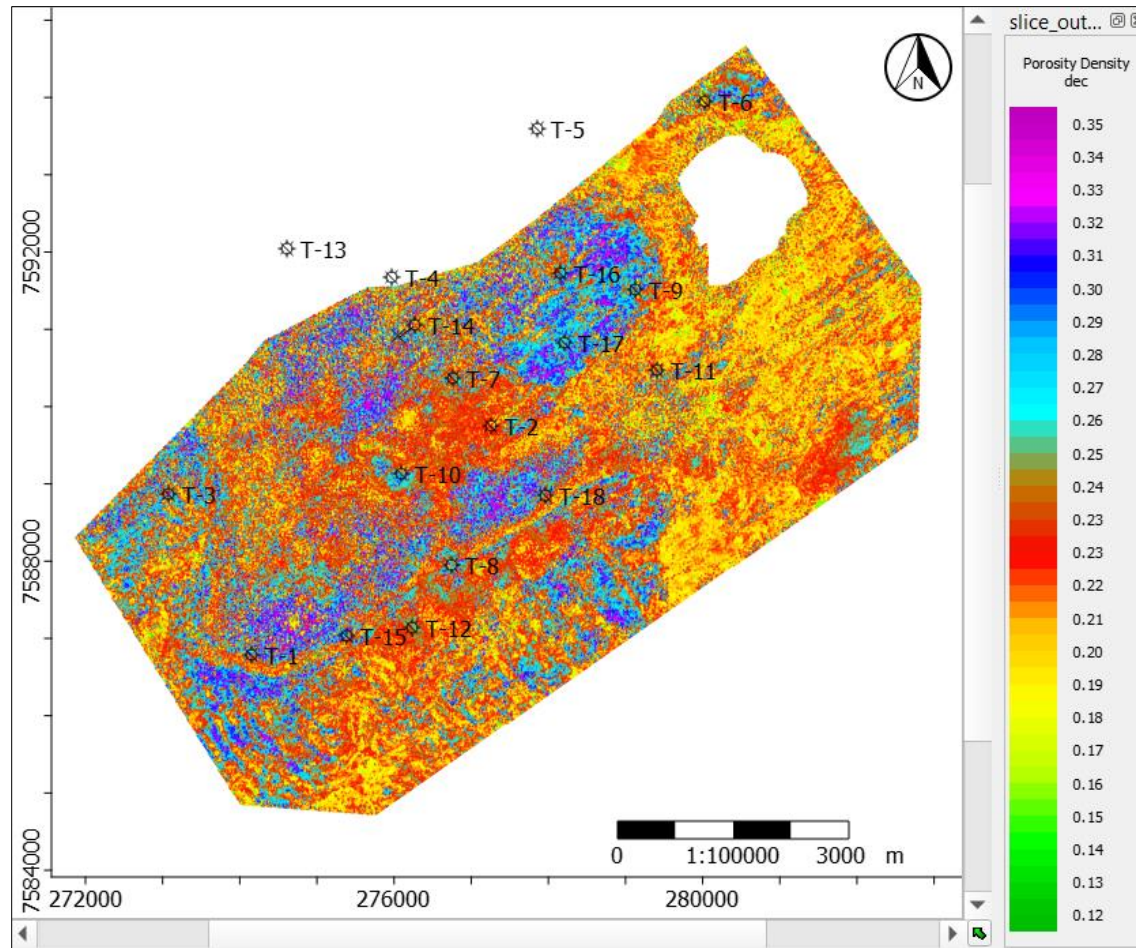 slice_out...
Porosity Density
dec
0.35
0.34
0.33
0.32
0.31
0.30
0.29
0.28
0.27
0.26
0.25
0.24
0.23
0.23
0.22
0.21
0.20
0.19
0.18
0.17
0.16
0.15
0.14
0.13
0.12
N
T-6
T-5
T-13
T-4
T-16
T-9
T-14
T-17
T-7
T-11
T-2
T-10
T-3
T-18
T-8
T-12
T-15
T-1
7592000
7588000
7584000
0 1:100000 3000 m
272000 276000 280000